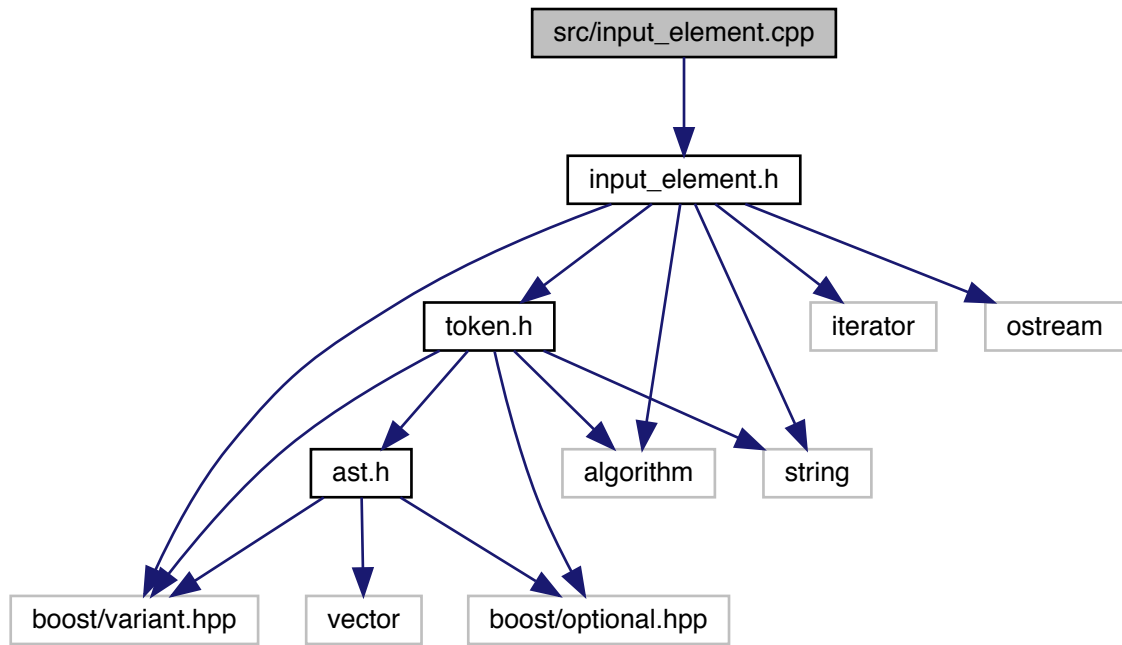 src/input_element.cpp
input_element.h
token.h
iterator
ostream
ast.h
algorithm
string
boost/variant.hpp
vector
boost/optional.hpp